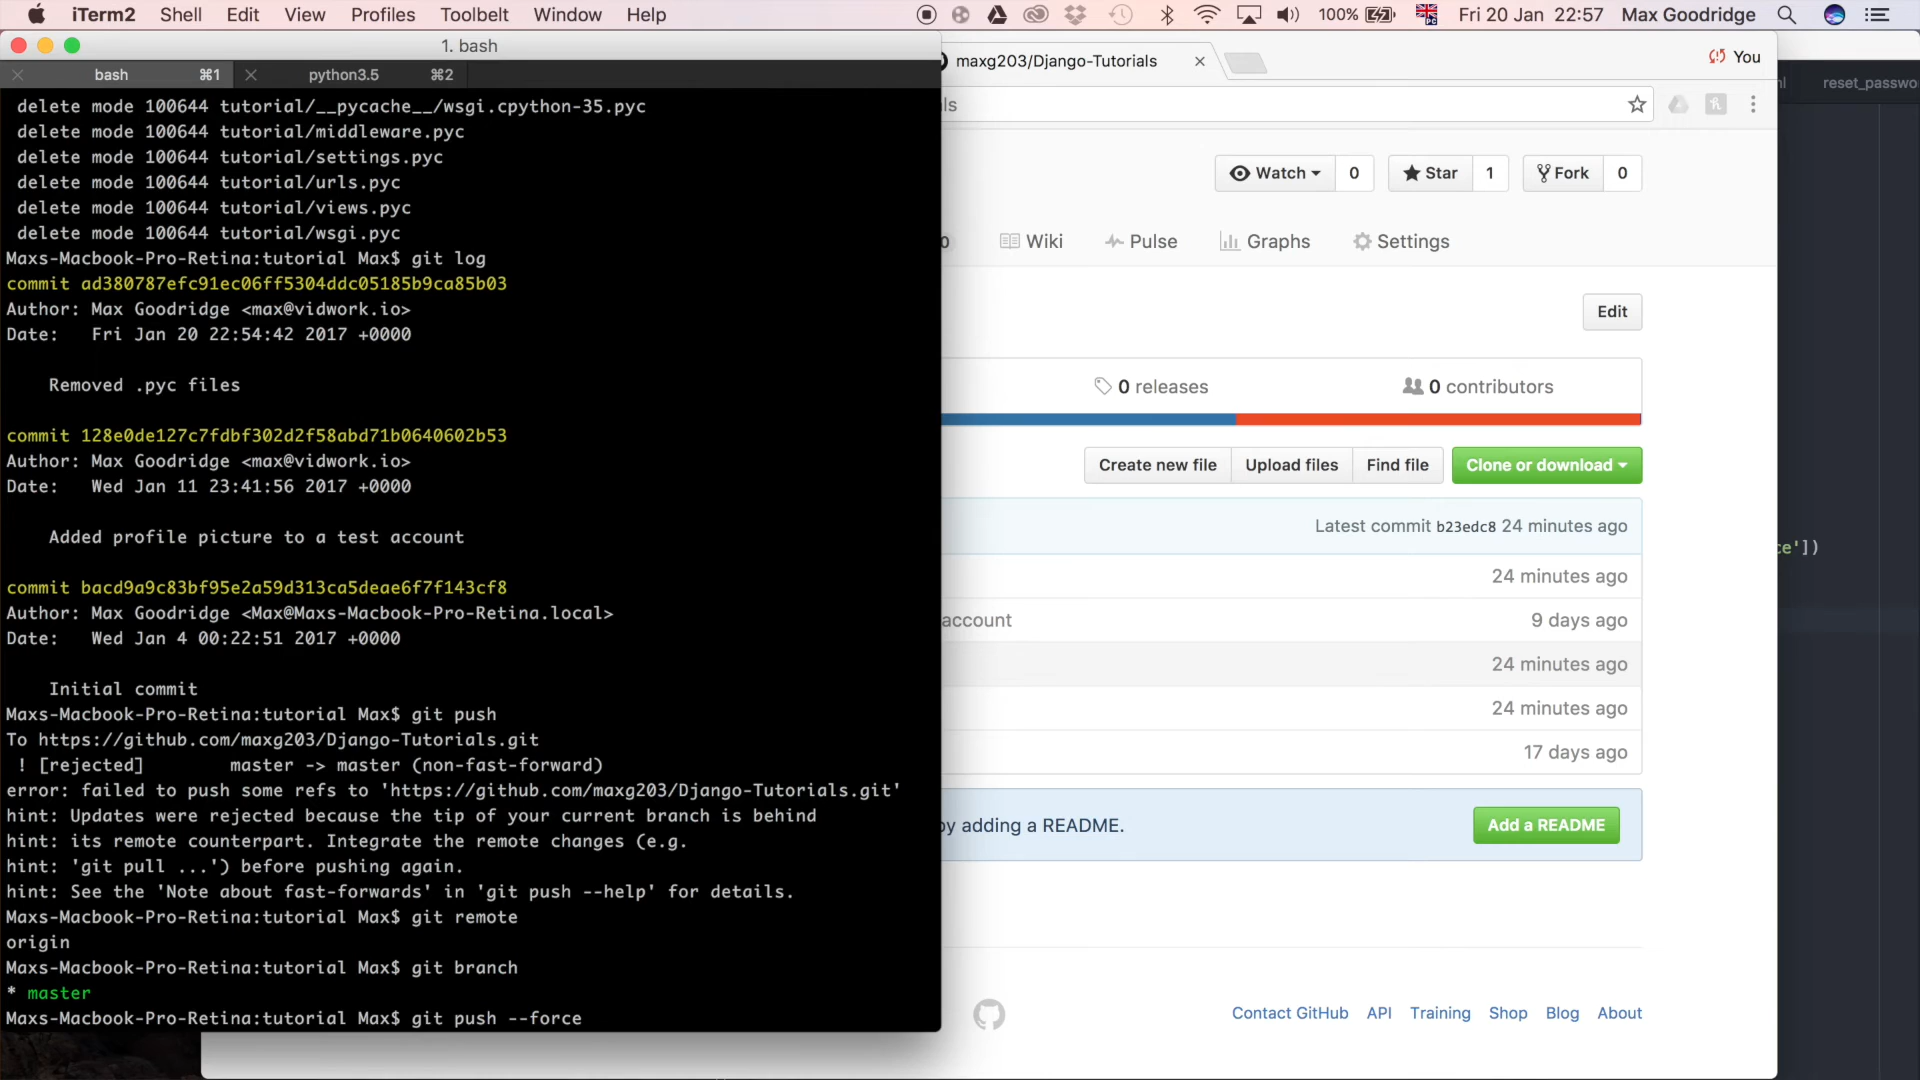 iTerm2 Shell Edit View Profiles Toolbelt Window Help 100% Fri 20 Jan 22:57 Max Goodridge
1. bash
bash ⌘1 python3.5 ⌘2
delete mode 100644 tutorial/__pycache__/wsgi.cpython-35.pyc
delete mode 100644 tutorial/middleware.pyc
delete mode 100644 tutorial/settings.pyc
delete mode 100644 tutorial/urls.pyc
delete mode 100644 tutorial/views.pyc
delete mode 100644 tutorial/wsgi.pyc
Maxs-Macbook-Pro-Retina:tutorial Max$ git log
commit ad380787efc91ec06ff5304ddc05185b9ca85b03
Author: Max Goodridge <max@vidwork.io>
Date:   Fri Jan 20 22:54:42 2017 +0000
Removed .pyc files
commit 128e0de127c7fdbf302d2f58abd71b0640602b53
Author: Max Goodridge <max@vidwork.io>
Date:   Wed Jan 11 23:41:56 2017 +0000
Added profile picture to a test account
commit bacd9a9c83bf95e2a59d313ca5deae6f7f143cf8
Author: Max Goodridge <Max@Maxs-Macbook-Pro-Retina.local>
Date:   Wed Jan 4 00:22:51 2017 +0000
Initial commit
Maxs-Macbook-Pro-Retina:tutorial Max$ git push
To https://github.com/maxg203/Django-Tutorials.git
! [rejected]        master -> master (non-fast-forward)
error: failed to push some refs to 'https://github.com/maxg203/Django-Tutorials.git'
hint: Updates were rejected because the tip of your current branch is behind
hint: its remote counterpart. Integrate the remote changes (e.g.
hint: 'git pull ...') before pushing again.
hint: See the 'Note about fast-forwards' in 'git push --help' for details.
Maxs-Macbook-Pro-Retina:tutorial Max$ git remote
origin
Maxs-Macbook-Pro-Retina:tutorial Max$ git branch
* master
Maxs-Macbook-Pro-Retina:tutorial Max$ git push --force
maxg203/Django-Tutorials You
ls
Watch 0 Star 1 Fork 0
0 Wiki Pulse Graphs Settings
Edit
0 releases 0 contributors
Create new file Upload files Find file Clone or download
Latest commit b23edc8 24 minutes ago
24 minutes ago
account 9 days ago
24 minutes ago
24 minutes ago
17 days ago
by adding a README. Add a README
Contact GitHub API Training Shop Blog About
ml reset_passwo
ce'])